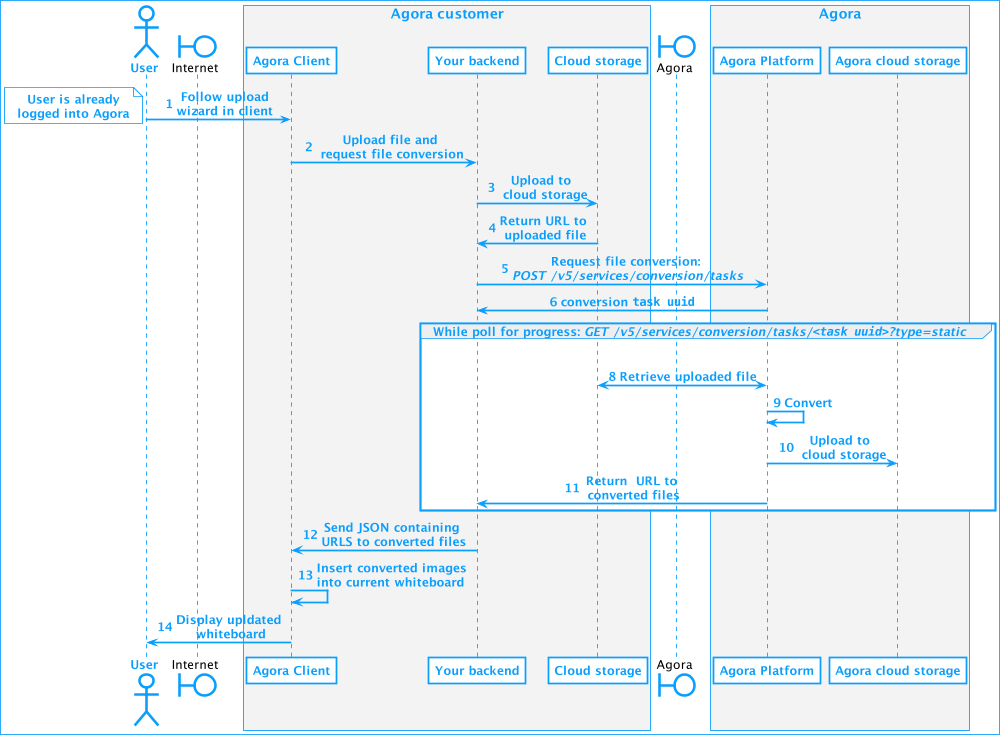 Agora customer
Agora
User
Internet
Agora Client
Your backend
Cloud storage
Agora
Agora Platform
Agora cloud storage
User is already
logged into Agora
1 Follow upload
wizard in client
2 Upload file and
request file conversion
3 Upload to
cloud storage
4 Return URL to
uploaded file
5 Request file conversion:
POST /v5/services/conversion/tasks
6 conversion task uuid
While poll for progress: GET /v5/services/conversion/tasks/<task uuid>?type=static
8 Retrieve uploaded file
9 Convert
10 Upload to
cloud storage
11 Return URL to
converted files
12 Send JSON containing
URLS to converted files
13 Insert converted images
into current whiteboard
14 Display upldated
whiteboard
User
Internet
Agora Client
Your backend
Cloud storage
Agora
Agora Platform
Agora cloud storage